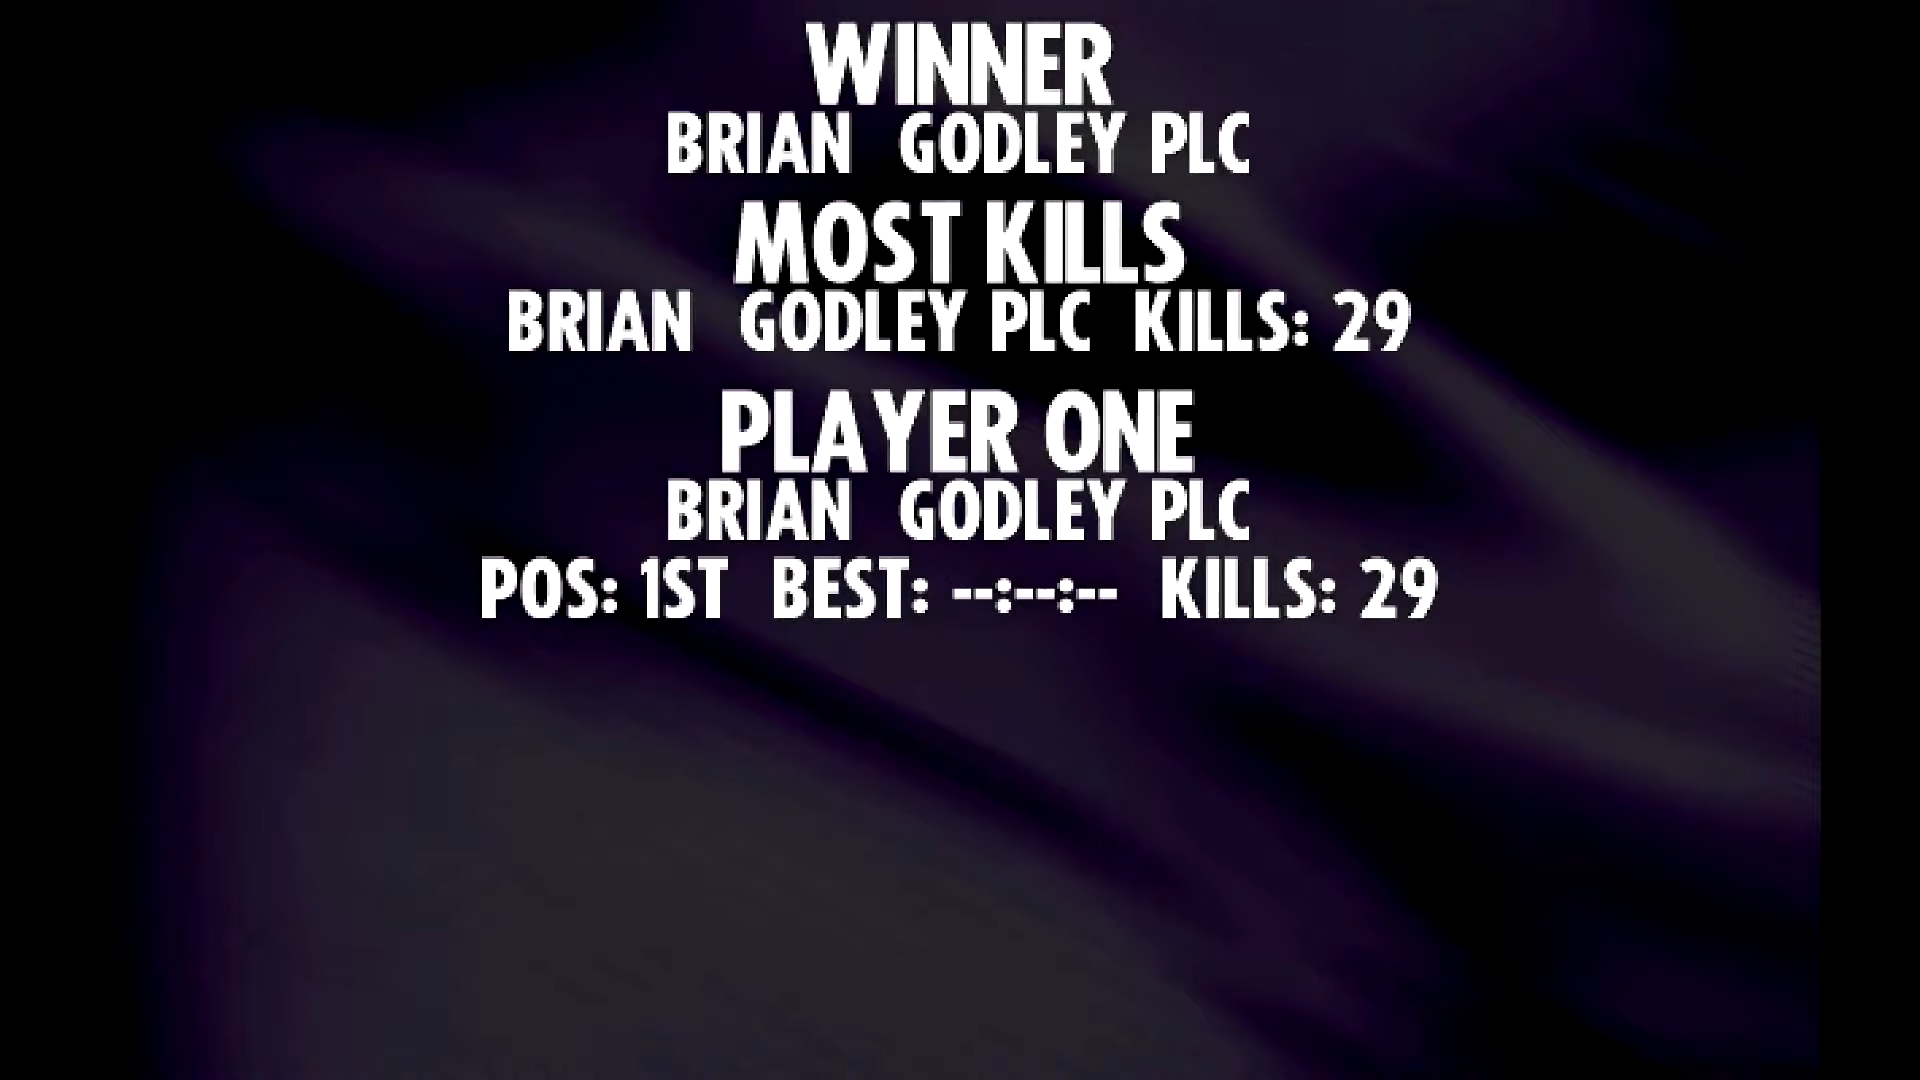 WINNER
BRIAN GODLEY PLC
MOST KILLS
BRIAN GODLEY PLC KILLS: 29
PLAYER ONE
BRIAN GODLEY PLC
POS: 1ST BEST: --:--:-- KILLS: 29